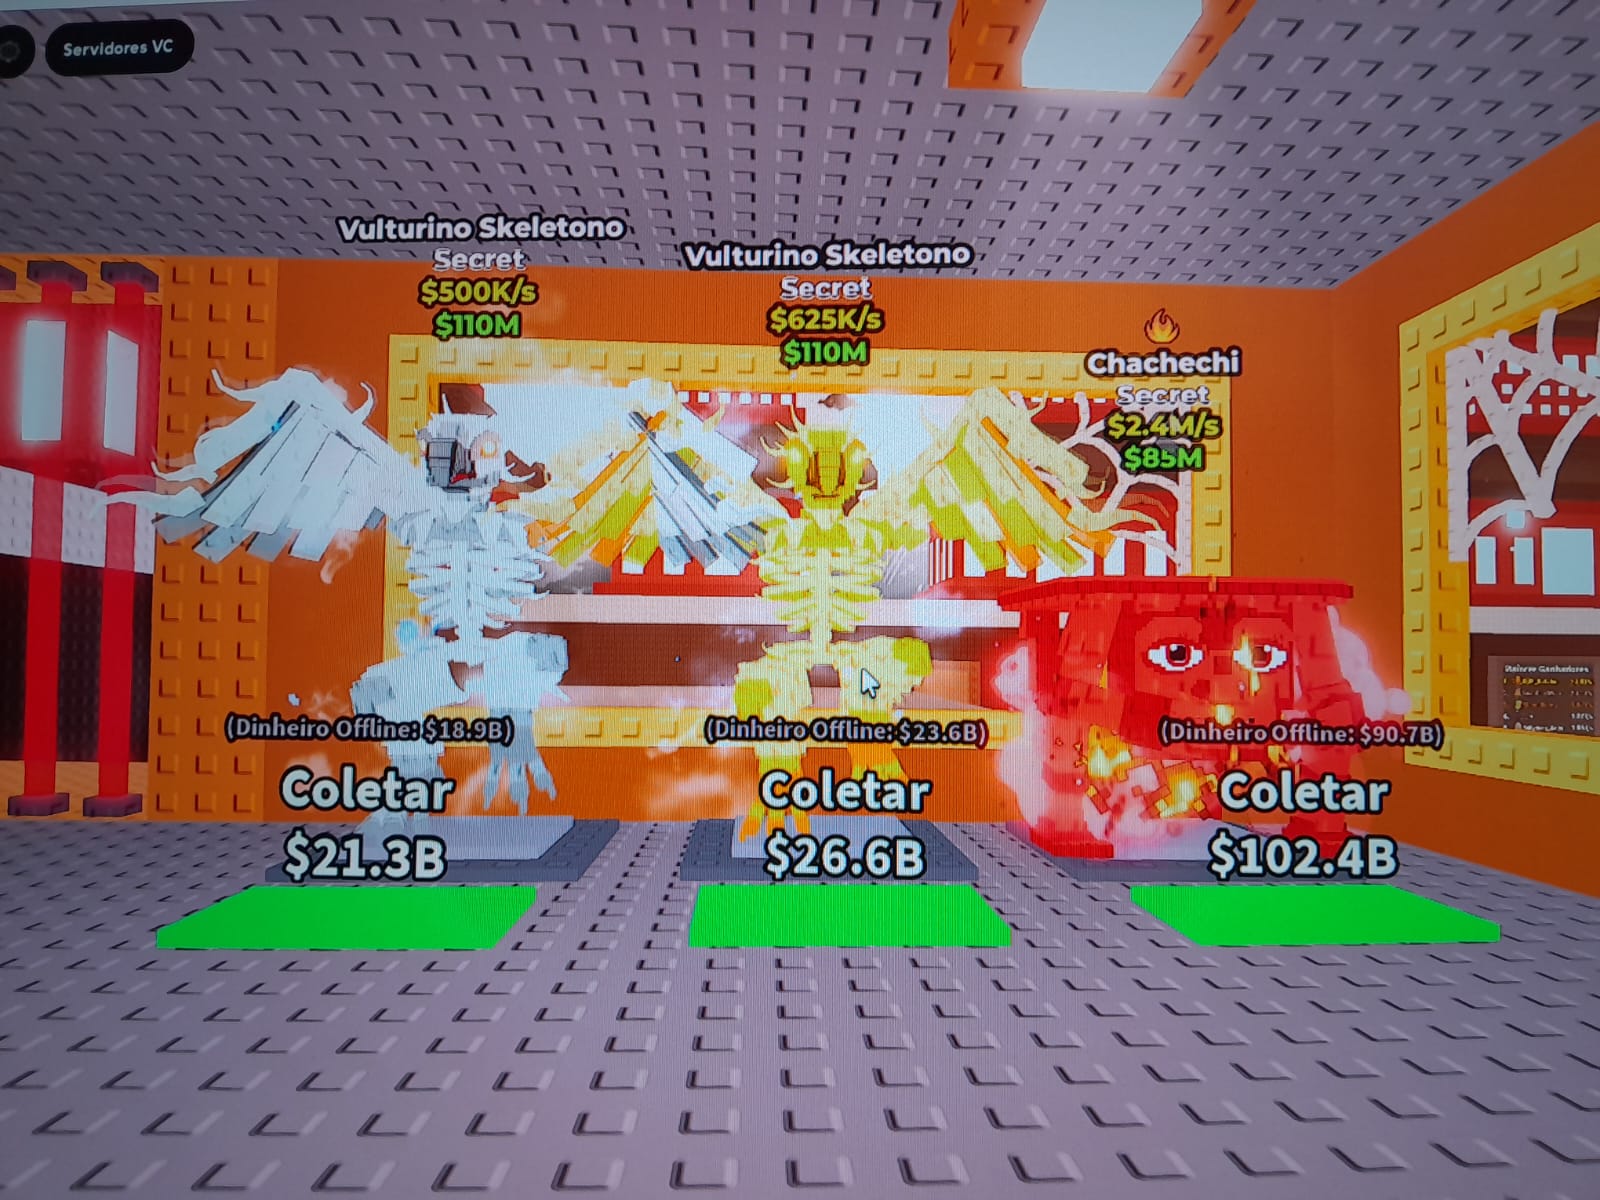 Servidores VC
Vulturino Skeletono
Secret
$500K/s
$110M
Vulturino Skeletono
Secret
$625K/s
$110M
Chachechi
Secret
$2.4M/s
$85M
(Dinheiro Offline: $18.9B)
Coletar
$21.3B
(Dinheiro Offline: $23.6B)
Coletar
$26.6B
(Dinheiro Offline: $90.7B)
Coletar
$102.4B